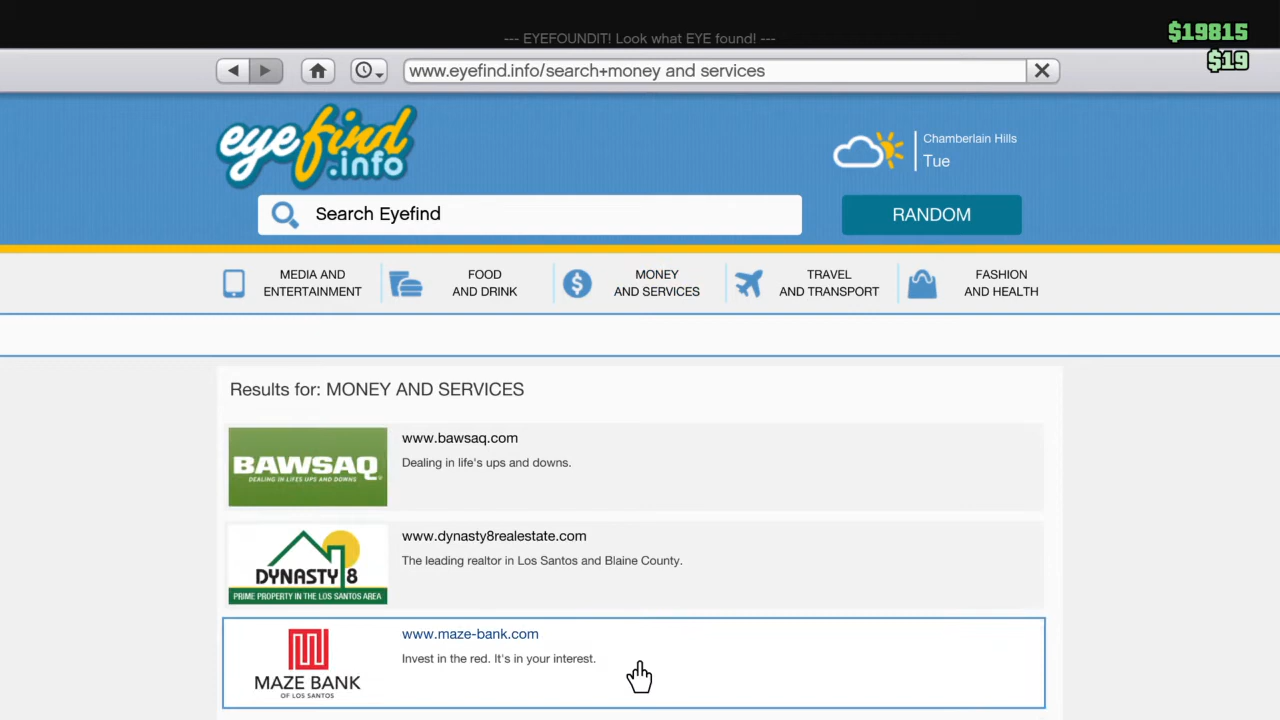 --- EYEFOUNDIT! Look what EYE found! ---
$19815
$19
www.eyefind.info/search+money and services
eyefind
.info
Chamberlain Hills
Tue
Search Eyefind
RANDOM
MEDIA AND
ENTERTAINMENT
FOOD
AND DRINK
MONEY
AND SERVICES
TRAVEL
AND TRANSPORT
FASHION
AND HEALTH
Results for: MONEY AND SERVICES
BAWSAQ
DEALING IN LIFES UPS AND DOWNS
www.bawsaq.com
Dealing in life's ups and downs.
DYNASTY 8
PRIME PROPERTY IN THE LOS SANTOS AREA
www.dynasty8realestate.com
The leading realtor in Los Santos and Blaine County.
MAZE BANK
OF LOS SANTOS
www.maze-bank.com
Invest in the red. It's in your interest.